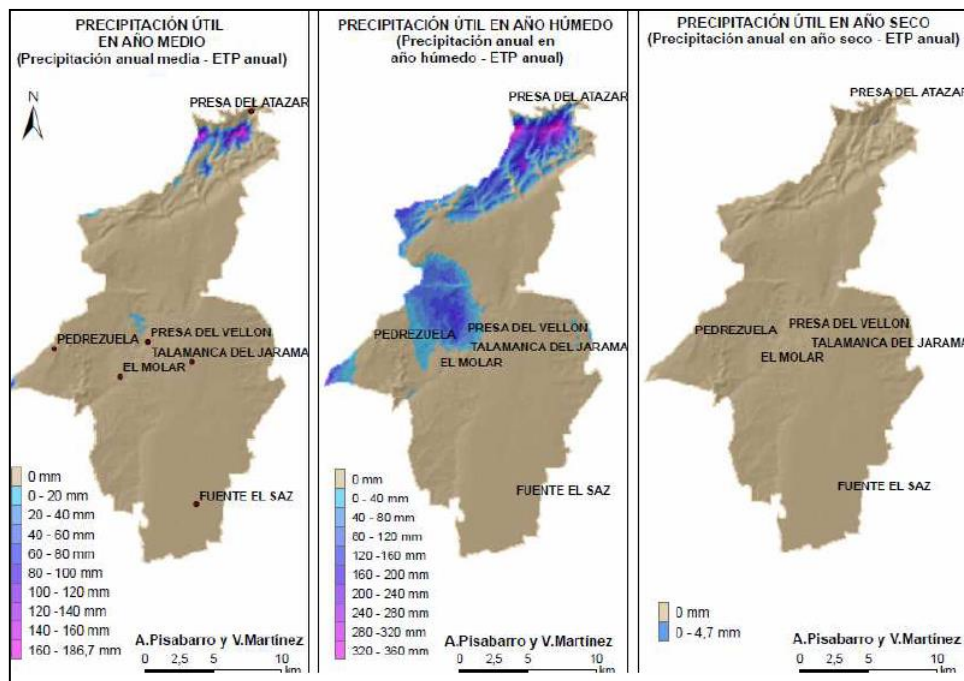 PRECIPITACIÓN ÚTIL
EN AÑO MEDIO
(Precipitación anual media - ETP anual)
N
PRESA DEL ATAZAR
PEDREZUELA
PRESA DEL VELLON
TALAMANCA DEL JARAMA
EL MOLAR
FUENTE EL SAZ
0 mm
0 - 20 mm
20 - 40 mm
40 - 60 mm
60 - 80 mm
80 - 100 mm
100 - 120 mm
120 -140 mm
140 - 160 mm
160 - 186,7 mm
A.Pisabarro y V.Martínez
0 2,5 5 10
km
PRECIPITACIÓN ÚTIL EN AÑO HÚMEDO
(Precipitación anual en
año húmedo - ETP anual)
PRESA DEL ATAZAR
PEDREZUELA
PRESA DEL VELLON
TALAMANCA DEL JARAMA
EL MOLAR
FUENTE EL SAZ
0 mm
0 - 40 mm
40 - 80 mm
80 - 120 mm
120 -160 mm
160 - 200 mm
200 - 240 mm
240 - 280 mm
280 - 320 mm
320 - 360 mm
A.Pisabarro y V.Martínez
0 2,5 5 10
km
PRECIPITACIÓN ÚTIL EN AÑO SECO
(Precipitación anual en año seco - ETP anual)
PRESA DEL ATAZAR
PEDREZUELA
PRESA DEL VELLON
TALAMANCA DEL JARAMA
EL MOLAR
FUENTE EL SAZ
0 mm
0 - 4,7 mm
A.Pisabarro y V.Martínez
0 2,5 5 10
km